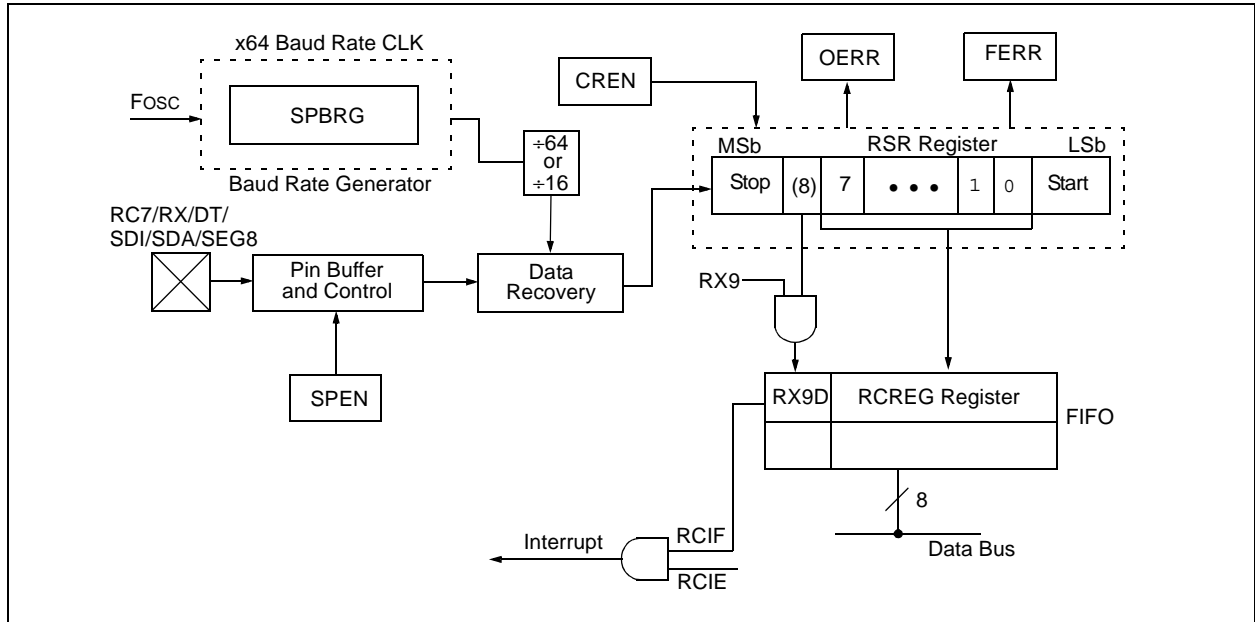 x64 Baud Rate CLK
FOSC
SPBRG
Baud Rate Generator
÷64
or
÷16
CREN
OERR
FERR
MSb
RSR Register
LSb
Stop
(8)
7
• • •
1
0
Start
RC7/RX/DT/
SDI/SDA/SEG8
Pin Buffer
and Control
Data
Recovery
SPEN
RX9
RX9D
RCREG Register
FIFO
8
Data Bus
Interrupt
RCIF
RCIE